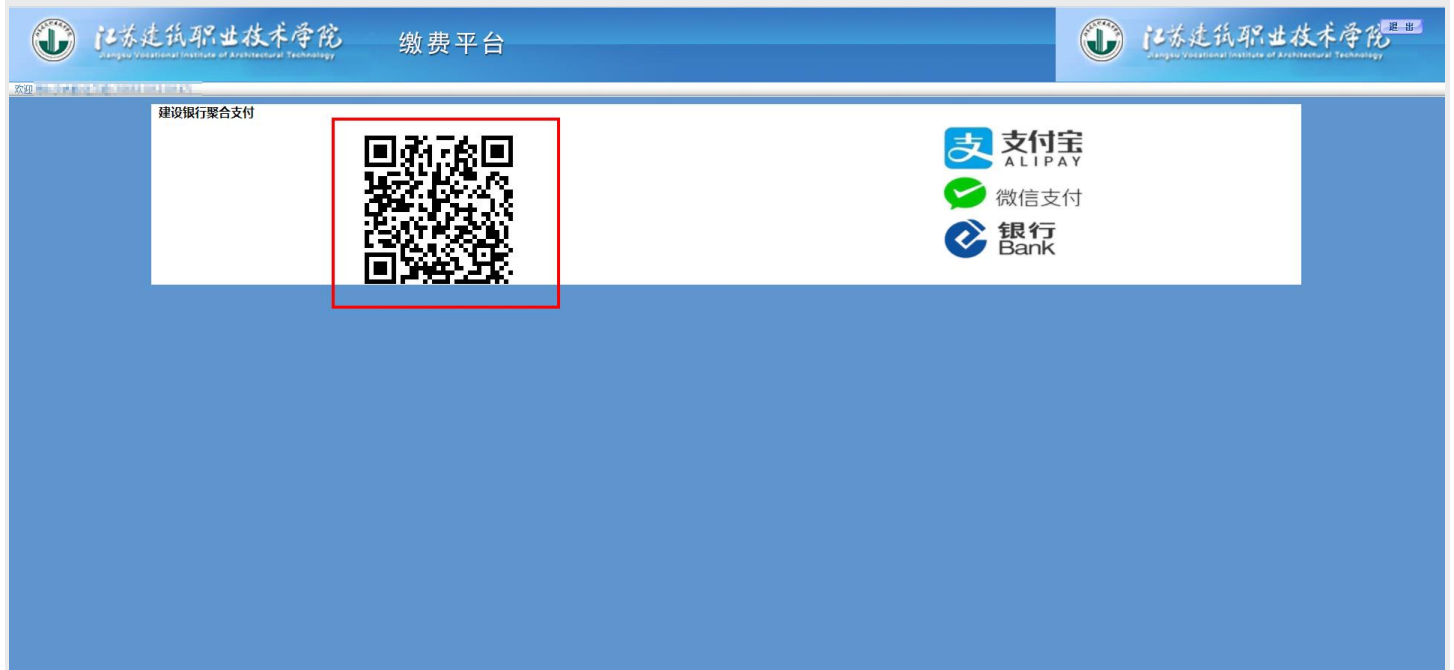 江苏建筑职业技术学院
Jiangsu Vocational Institute of Architectural Technology
缴费平台
江苏建筑职业技术学院
Jiangsu Vocational Institute of Architectural Technology
退 出
欢迎
建设银行聚合支付
支付宝
ALIPAY
微信支付
银行
Bank